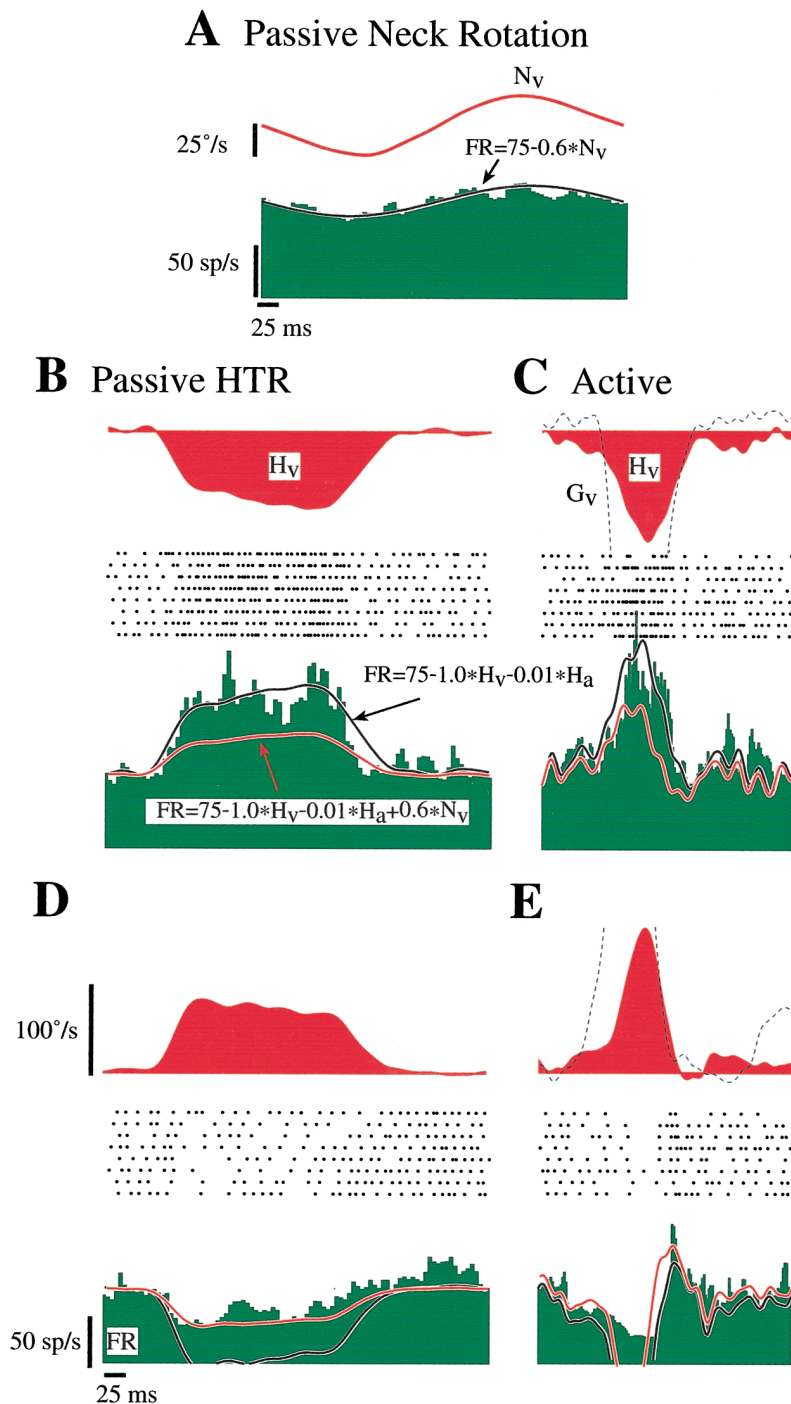 A Passive Neck Rotation
Nv
25°/s
FR=75-0.6*Nv
50 sp/s
25 ms
B Passive HTR
C Active
Hv
Hv
Gv
FR=75-1.0*Hv-0.01*Ha
FR=75-1.0*Hv-0.01*Ha+0.6*Nv
D
E
100°/s
50 sp/s
FR
25 ms